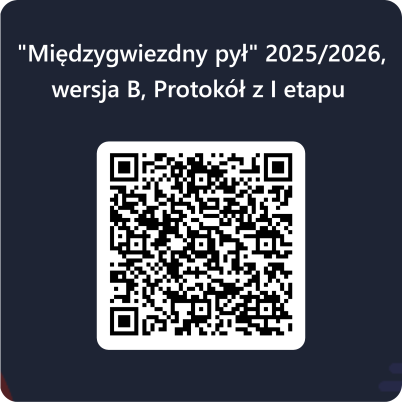 "Międzygwiezdny pył" 2025/2026,
wersja B, Protokół z I etapu